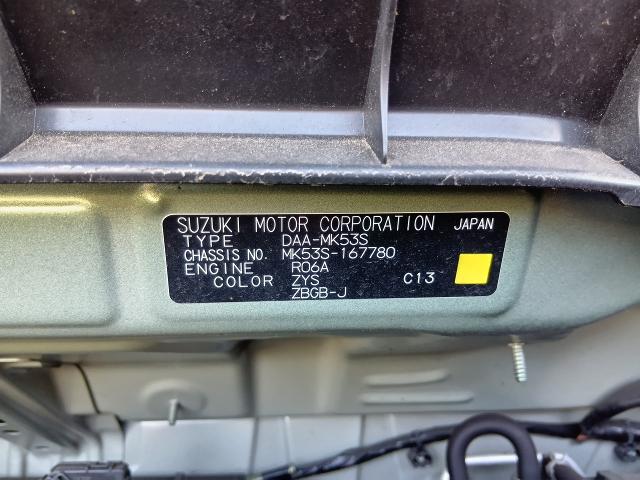 SUZUKI MOTOR CORPORATION JAPAN
TYPE DAA-MK53S
CHASSIS NO. MK53S-167780
ENGINE R06A
COLOR ZYS C13
ZBGB-J